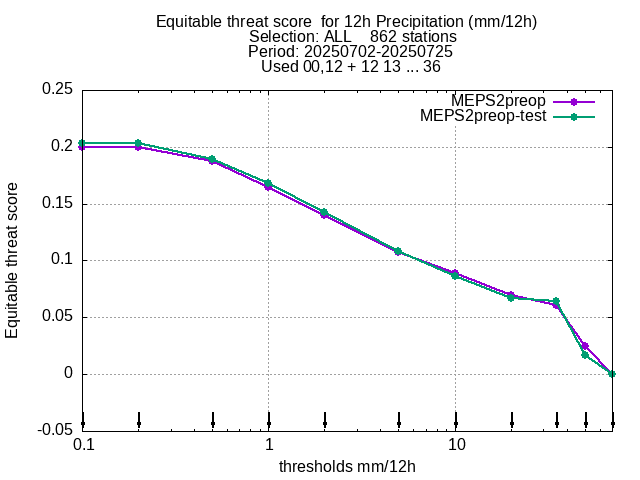 Equitable threat score  for 12h Precipitation (mm/12h)
Selection: ALL    862 stations
Period: 20250702-20250725
Used 00,12 + 12 13 ... 36
MEPS2preop
MEPS2preop-test
0.25
0.2
0.15
0.1
0.05
0
-0.05
Equitable threat score
0.1 1 10
thresholds mm/12h